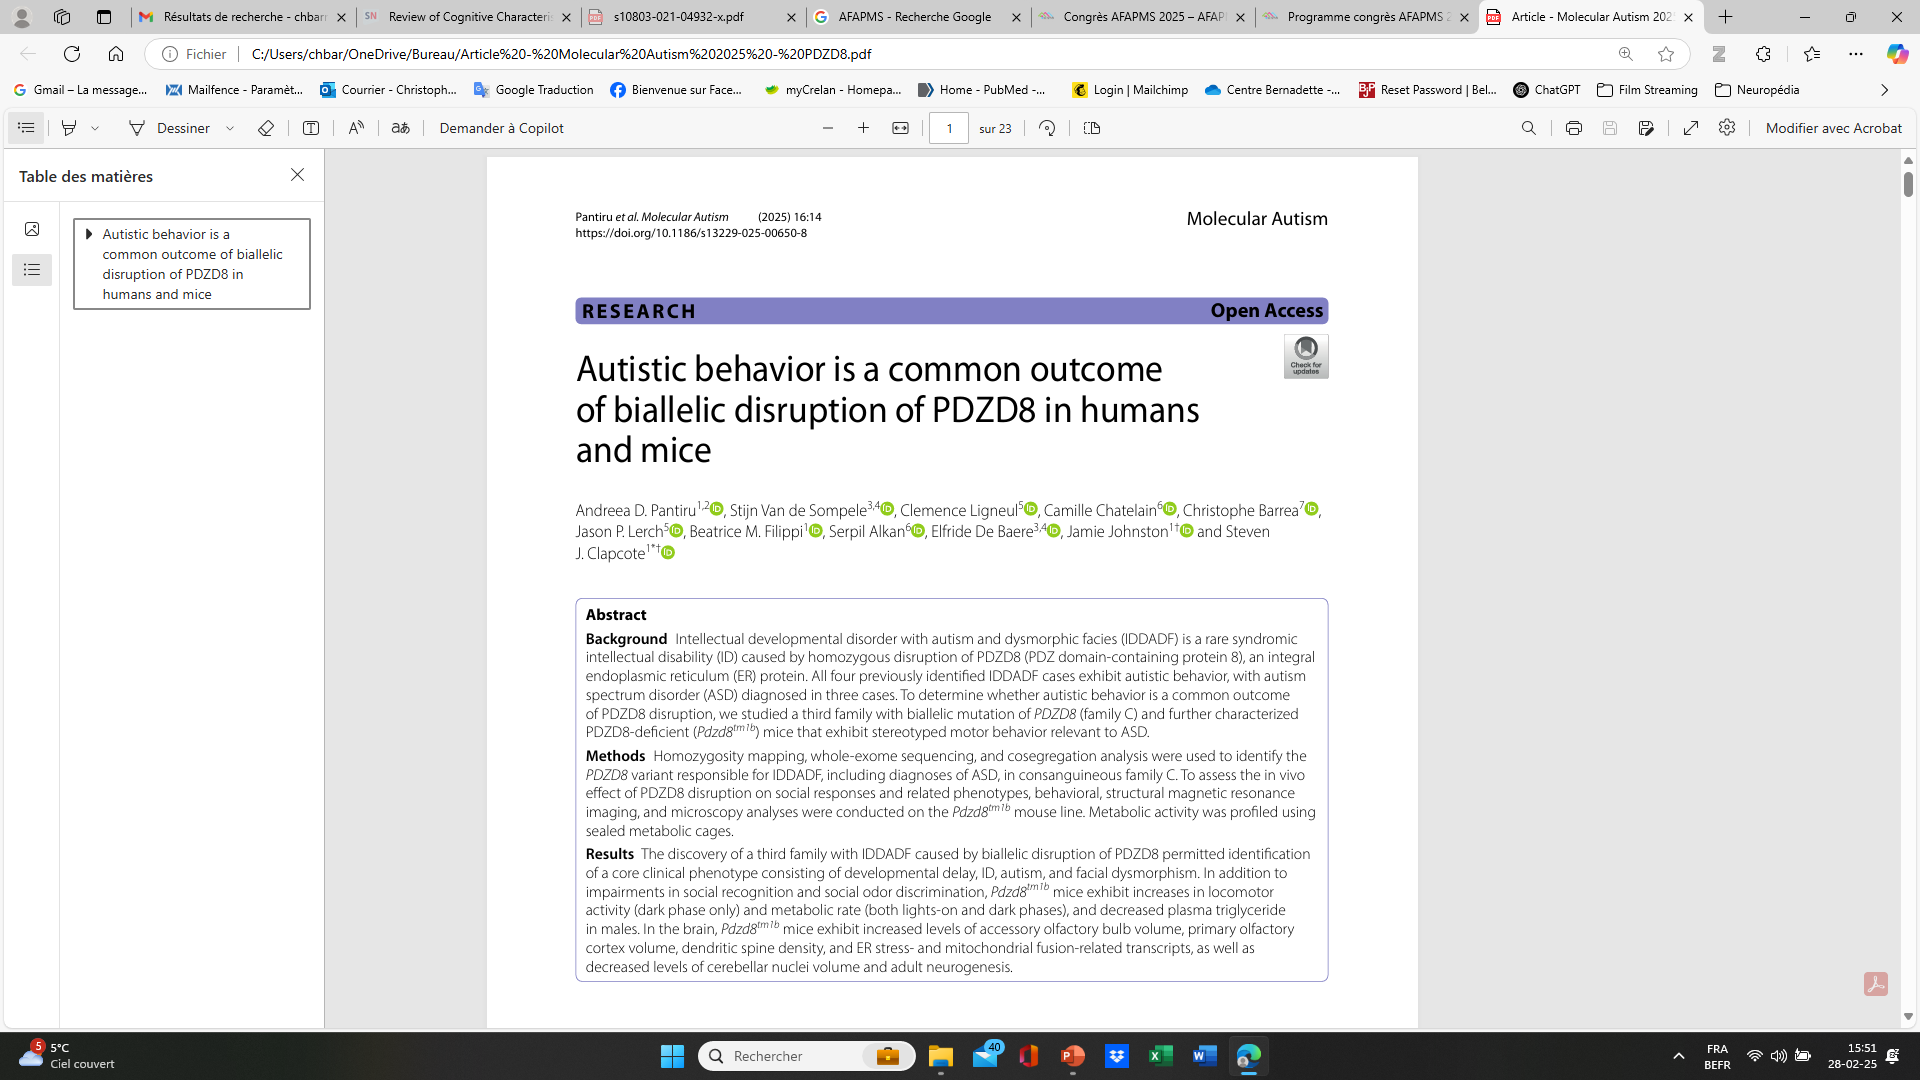 Résultats de recherche - chbarr
Review of Cognitive Characteris
s10803-021-04932-x.pdf
AFAPMS - Recherche Google
Congrès AFAPMS 2025 – AFAP
Programme congrès AFAPMS 2
Article - Molecular Autism 202
Fichier
C:/Users/chbar/OneDrive/Bureau/Article%20-%20Molecular%20Autism%202025%20-%20PDZD8.pdf
Gmail – La message...
Mailfence - Paramèt...
Courrier - Christoph...
Google Traduction
Bienvenue sur Face...
myCrelan - Homepa...
Home - PubMed -...
Login | Mailchimp
Centre Bernadette -...
Reset Password | Bel...
ChatGPT
Film Streaming
Neuropédia
Dessiner
Demander à Copilot
1
sur 23
Modifier avec Acrobat
Table des matières
Autistic behavior is a
common outcome of biallelic
disruption of PDZD8 in
humans and mice
Pantiru et al. Molecular Autism (2025) 16:14
https://doi.org/10.1186/s13229-025-00650-8
Molecular Autism
RESEARCH
Open Access
Check for
updates
Autistic behavior is a common outcome
of biallelic disruption of PDZD8 in humans
and mice
Andreea D. Pantiru1,2, Stijn Van de Sompele3,4, Clemence Ligneul5, Camille Chatelain6, Christophe Barrea7,
Jason P. Lerch5, Beatrice M. Filippi1, Serpil Alkan6, Elfride De Baere3,4, Jamie Johnston1† and Steven
J. Clapcote1*†
Abstract
Background Intellectual developmental disorder with autism and dysmorphic facies (IDDADF) is a rare syndromic
intellectual disability (ID) caused by homozygous disruption of PDZD8 (PDZ domain-containing protein 8), an integral
endoplasmic reticulum (ER) protein. All four previously identified IDDADF cases exhibit autistic behavior, with autism
spectrum disorder (ASD) diagnosed in three cases. To determine whether autistic behavior is a common outcome
of PDZD8 disruption, we studied a third family with biallelic mutation of PDZD8 (family C) and further characterized
PDZD8-deficient (Pdzd8tm1b) mice that exhibit stereotyped motor behavior relevant to ASD.
Methods Homozygosity mapping, whole-exome sequencing, and cosegregation analysis were used to identify the
PDZD8 variant responsible for IDDADF, including diagnoses of ASD, in consanguineous family C. To assess the in vivo
effect of PDZD8 disruption on social responses and related phenotypes, behavioral, structural magnetic resonance
imaging, and microscopy analyses were conducted on the Pdzd8tm1b mouse line. Metabolic activity was profiled using
sealed metabolic cages.
Results The discovery of a third family with IDDADF caused by biallelic disruption of PDZD8 permitted identification
of a core clinical phenotype consisting of developmental delay, ID, autism, and facial dysmorphism. In addition to
impairments in social recognition and social odor discrimination, Pdzd8tm1b mice exhibit increases in locomotor
activity (dark phase only) and metabolic rate (both lights-on and dark phases), and decreased plasma triglyceride
in males. In the brain, Pdzd8tm1b mice exhibit increased levels of accessory olfactory bulb volume, primary olfactory
cortex volume, dendritic spine density, and ER stress- and mitochondrial fusion-related transcripts, as well as
decreased levels of cerebellar nuclei volume and adult neurogenesis.
5
5°C
Ciel couvert
Rechercher
40
FRA
BEFR
15:51
28-02-25